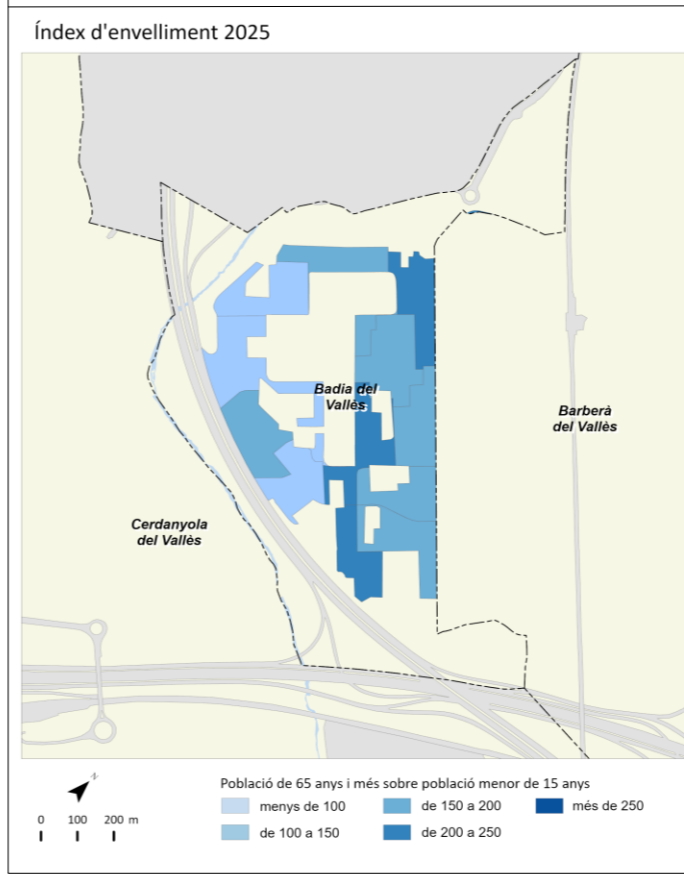 Índex d'envelliment 2025
Badia del
Vallès
Barberà
del Vallès
Cerdanyola
del Vallès
N
0 100 200 m
Població de 65 anys i més sobre població menor de 15 anys
menys de 100
de 150 a 200
més de 250
de 100 a 150
de 200 a 250